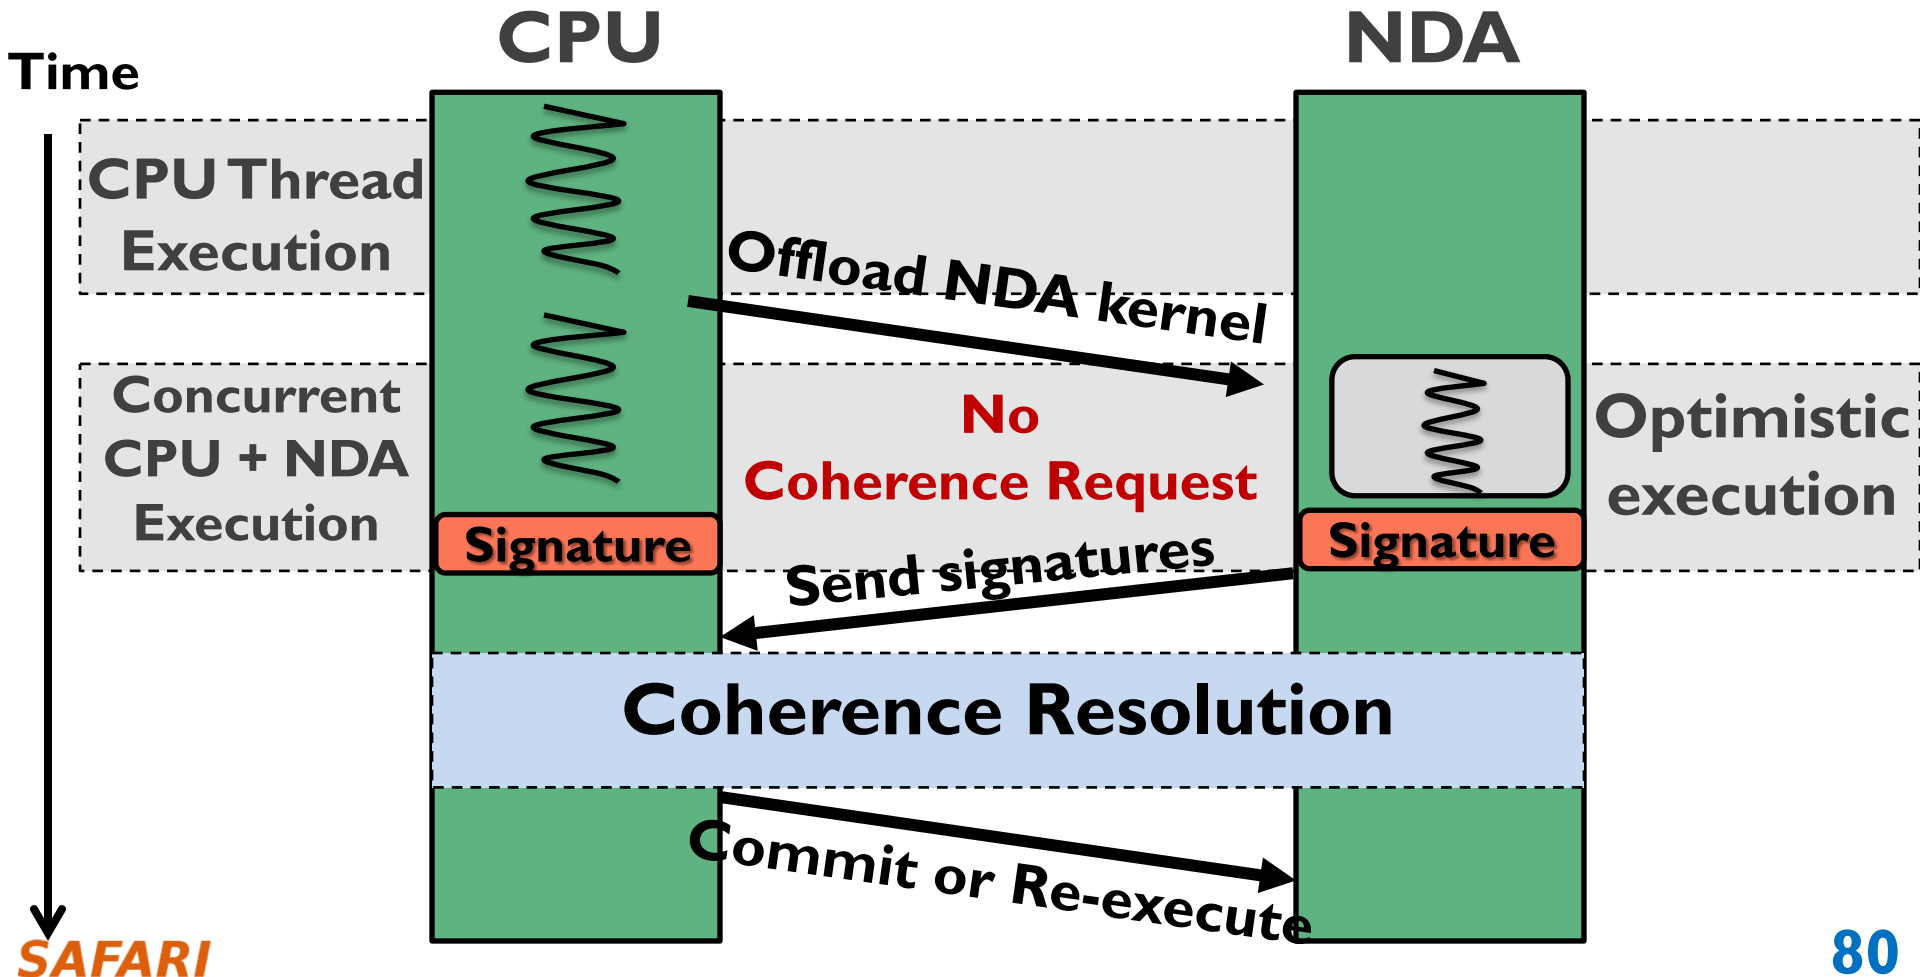 CPU
NDA
Time
CPU Thread
Execution
Offload NDA kernel
Concurrent
CPU + NDA
Execution
No
Coherence Request
Optimistic
execution
Signature
Signature
Send signatures
Coherence Resolution
Commit or Re-execute
SAFARI
80